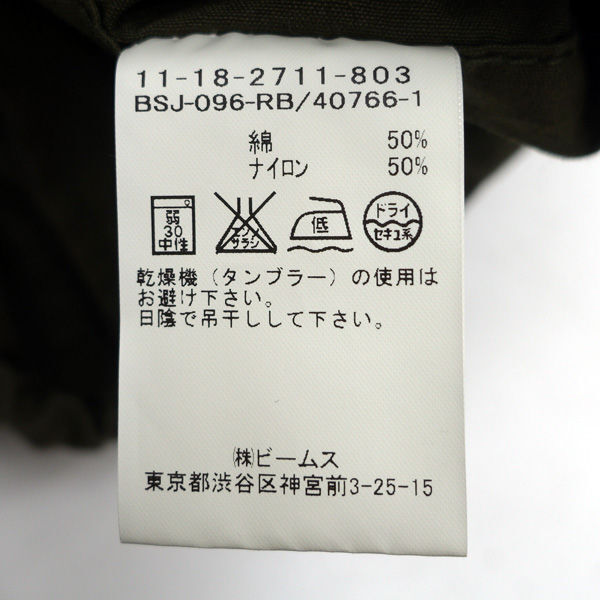 11-18-2711-803
BSJ-096-RB/40766-1
綿 50%
ナイロン 50%
弱
30
中性
エンソ
サラシ
低
ドライ
セキユ系
乾燥機(タンブラー)の使用は
お避け下さい。
日陰で吊干しして下さい。
㈱ビームス
東京都渋谷区神宮前3-25-15